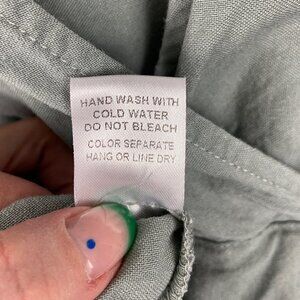 HAND WASH WITH
COLD WATER
DO NOT BLEACH
COLOR SEPARATE
HANG OR LINE DRY